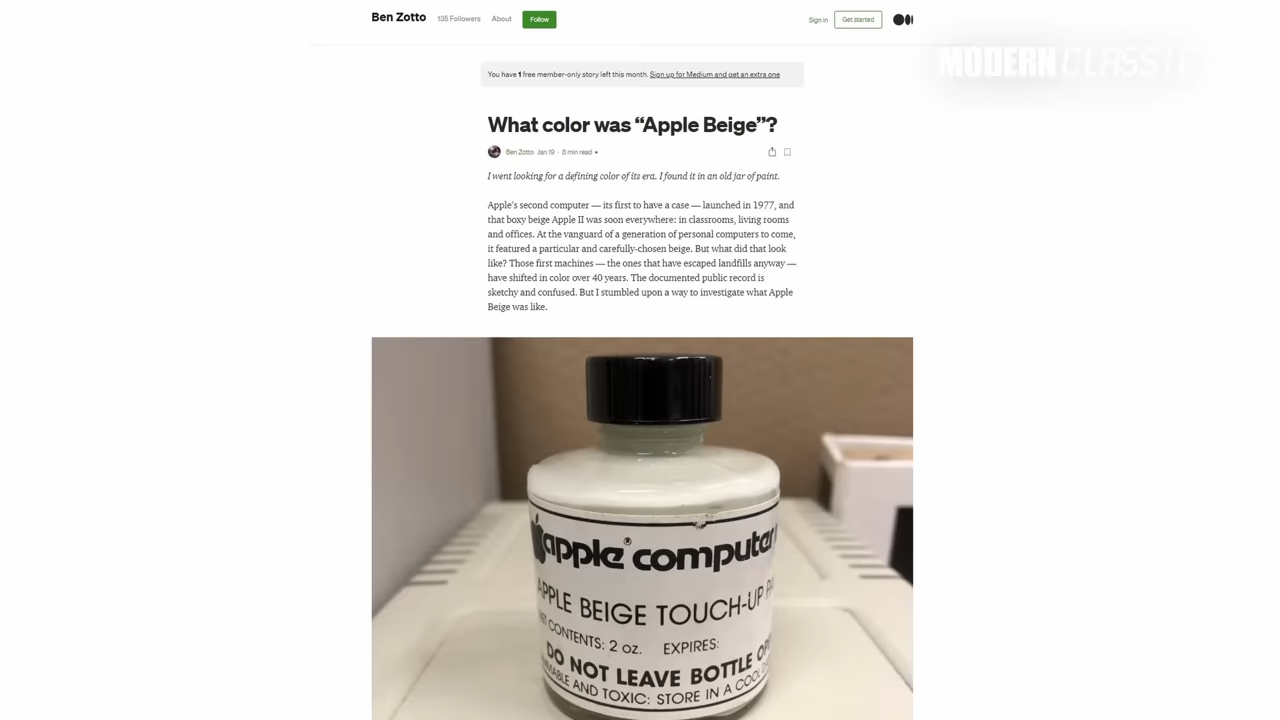 Ben Zotto 135 Followers About Follow Sign in Get started
MODERN CLASSII
You have 1 free member-only story left this month. Sign up for Medium and get an extra one
What color was “Apple Beige”?
Ben Zotto Jan 19 · 8 min read
I went looking for a defining color of its era. I found it in an old jar of paint.
Apple's second computer — its first to have a case — launched in 1977, and
that boxy beige Apple II was soon everywhere: in classrooms, living rooms
and offices. At the vanguard of a generation of personal computers to come,
it featured a particular and carefully-chosen beige. But what did that look
like? Those first machines — the ones that have escaped landfills anyway —
have shifted in color over 40 years. The documented public record is
sketchy and confused. But I stumbled upon a way to investigate what Apple
Beige was like.
apple® computer
APPLE BEIGE TOUCH-UP
CONTENTS: 2 oz. EXPIRES:
DO NOT LEAVE BOTTLE
AND TOXIC: STORE IN A